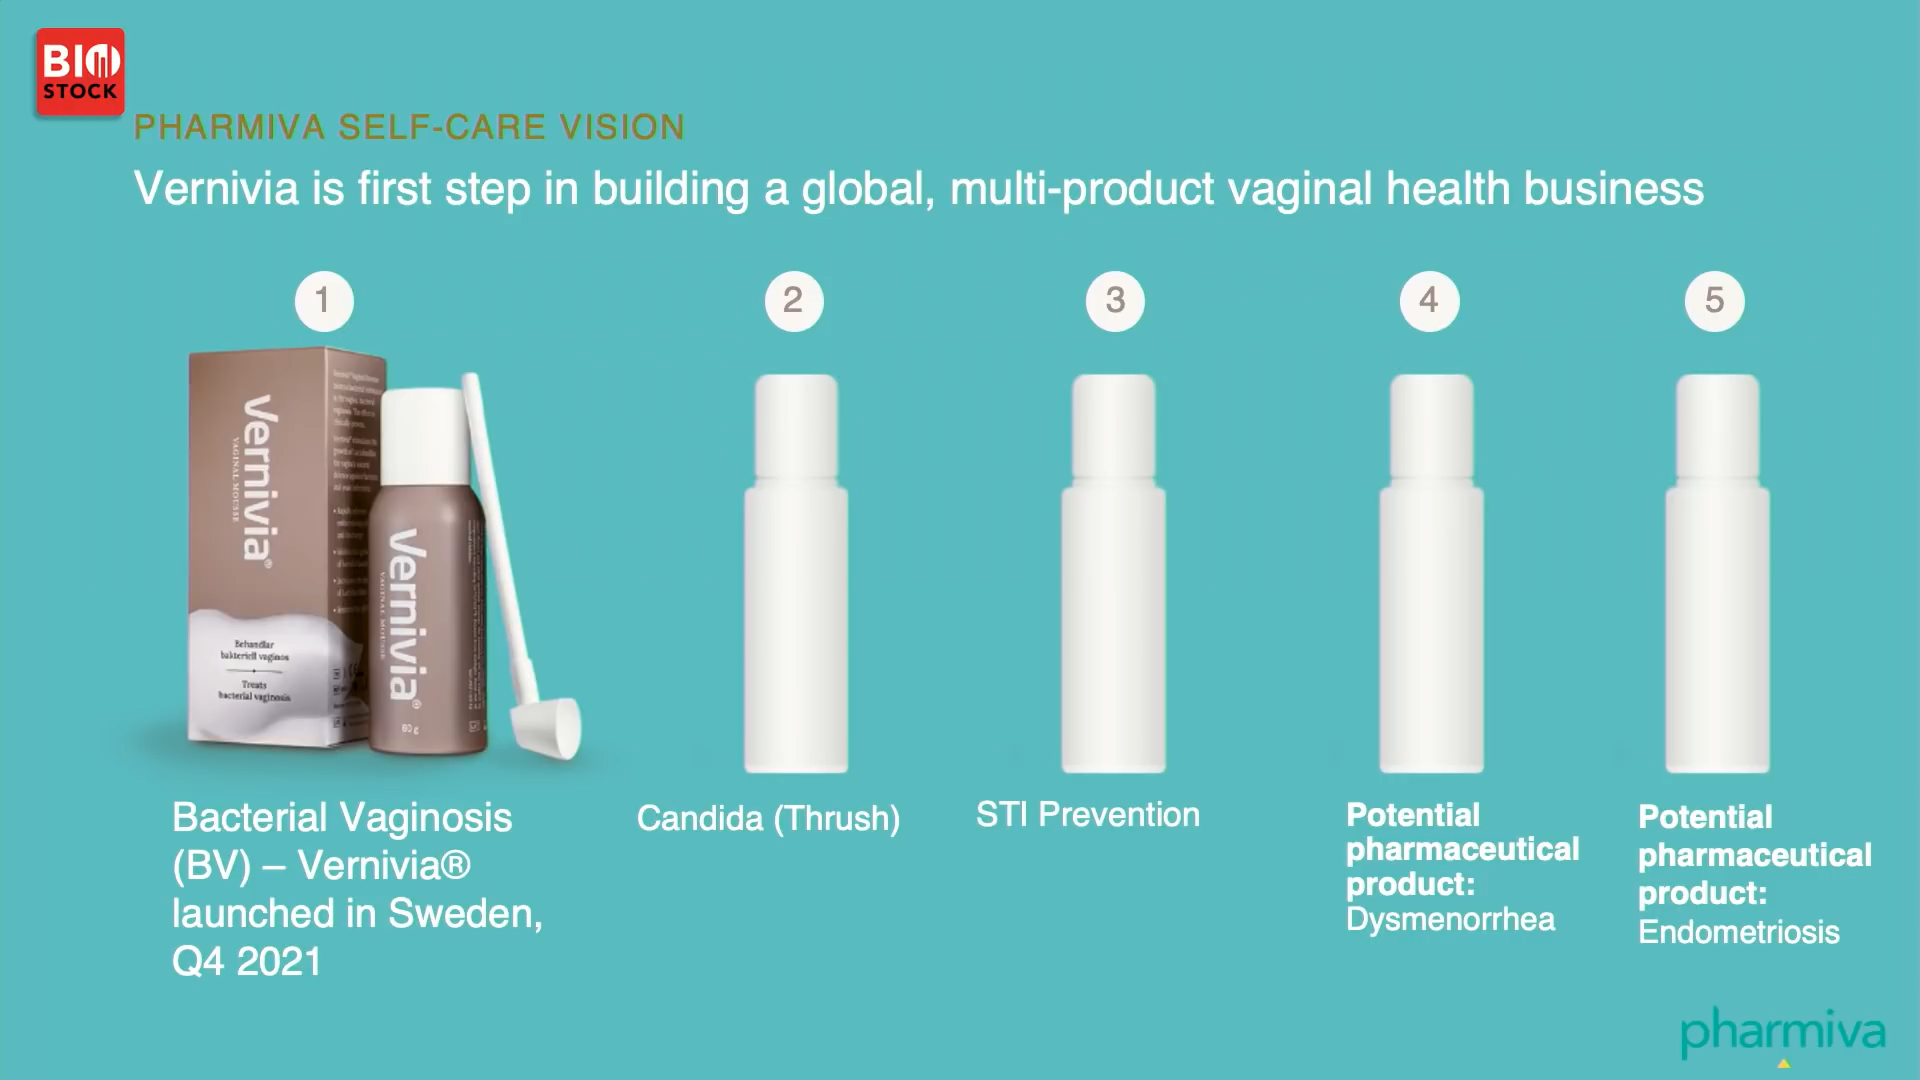 BIO
STOCK
PHARMIVA SELF-CARE VISION
Vernivia is first step in building a global, multi-product vaginal health business
1
2
3
4
5
Vernivia®
VAGINAL MOUSSE
Behandlar
bakteriell vaginos
Treats
bacterial vaginosis
Vernivia®
VAGINAL MOUSSE
Bacterial Vaginosis
(BV) – Vernivia®
launched in Sweden,
Q4 2021
Candida (Thrush)
STI Prevention
Potential
pharmaceutical
product:
Dysmenorrhea
Potential
pharmaceutical
product:
Endometriosis
pharmiva